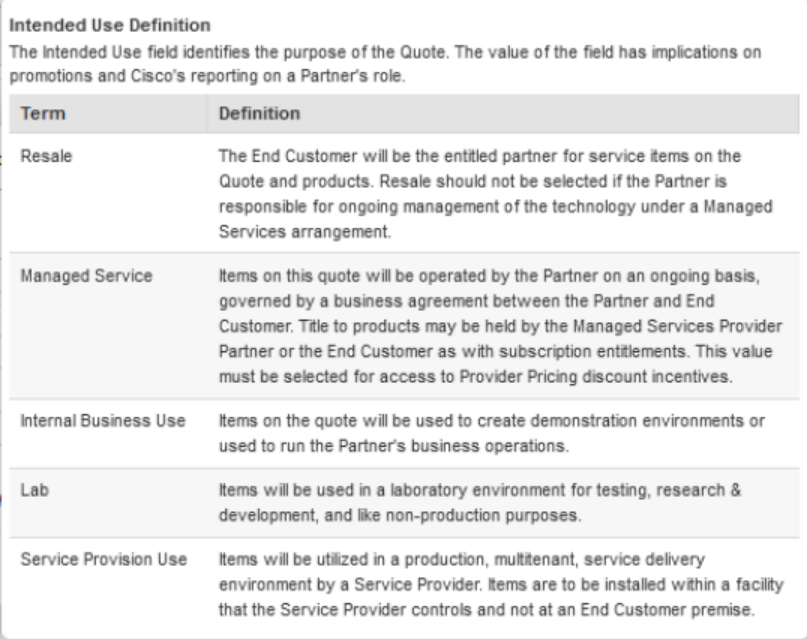 Intended Use Definition
The Intended Use field identifies the purpose of the Quote. The value of the field has implications on
promotions and Cisco's reporting on a Partner's role.
Term Definition
Resale The End Customer will be the entitled partner for service items on the
Quote and products. Resale should not be selected if the Partner is
responsible for ongoing management of the technology under a Managed
Services arrangement.
Managed Service Items on this quote will be operated by the Partner on an ongoing basis,
governed by a business agreement between the Partner and End
Customer. Title to products may be held by the Managed Services Provider
Partner or the End Customer as with subscription entitlements. This value
must be selected for access to Provider Pricing discount incentives.
Internal Business Use Items on the quote will be used to create demonstration environments or
used to run the Partner's business operations.
Lab Items will be used in a laboratory environment for testing, research &
development, and like non-production purposes.
Service Provision Use Items will be utilized in a production, multitenant, service delivery
environment by a Service Provider. Items are to be installed within a facility
that the Service Provider controls and not at an End Customer premise.